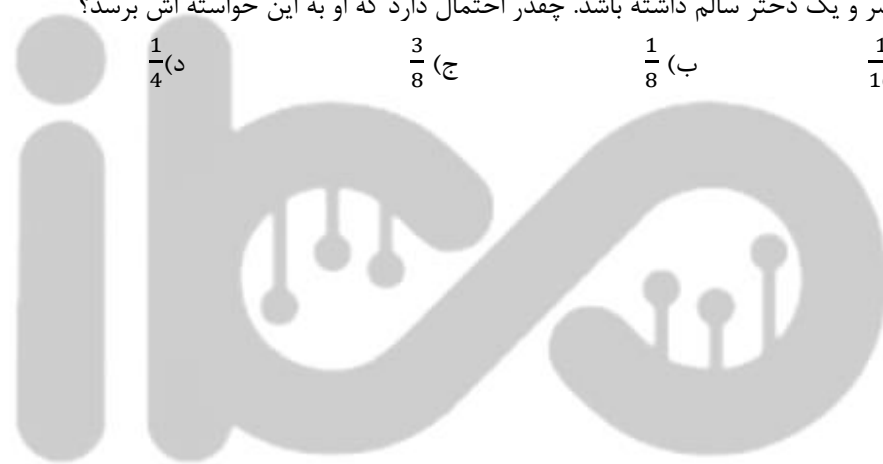 و یک دختر سالم داشته باشد. چقدر احتمال دارد که او به این خواسته اش برسد؟
ب) 1/8 ج) 3/8 د) 1/4
ibo